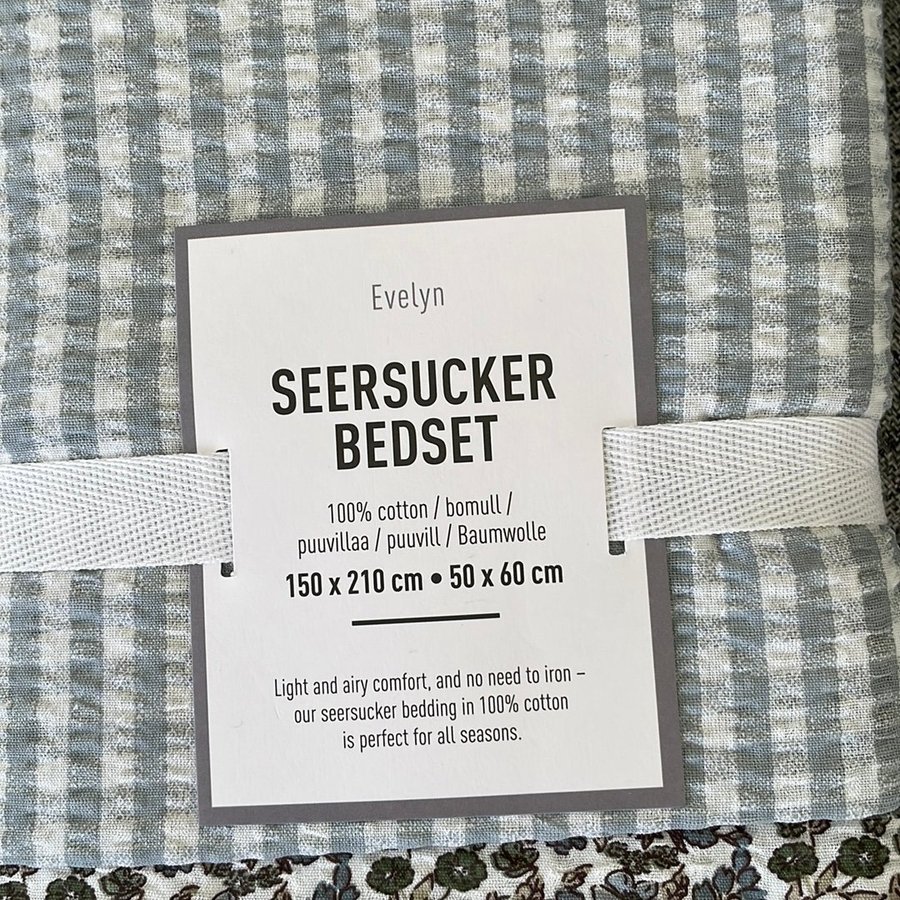 Evelyn
SEERSUCKER
BEDSET
100% cotton / bomull /
puuvillaa / puuvill / Baumwolle
150 x 210 cm • 50 x 60 cm
Light and airy comfort, and no need to iron –
our seersucker bedding in 100% cotton
is perfect for all seasons.